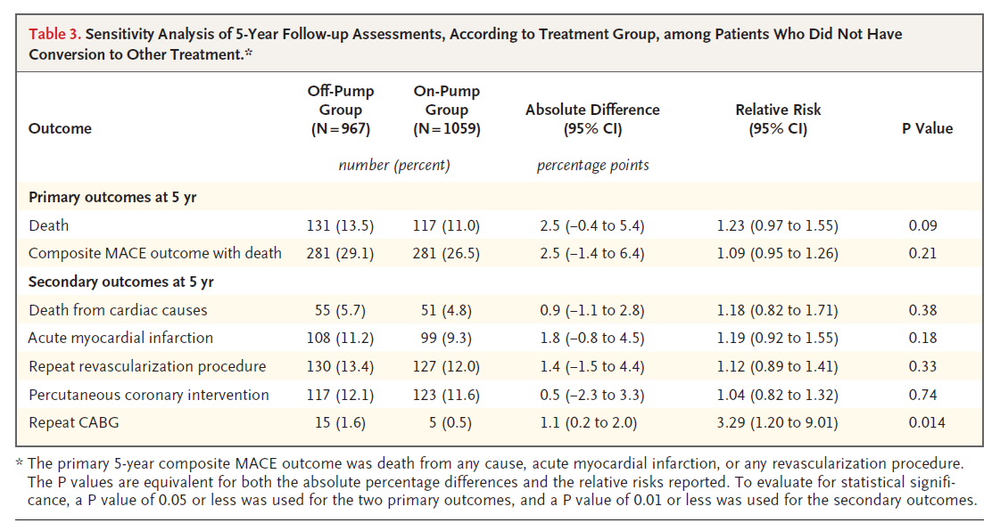 Table 3. Sensitivity Analysis of 5-Year Follow-up Assessments, According to Treatment Group, among Patients Who Did Not Have
Conversion to Other Treatment.*
Outcome Off-Pump Group (N=967) On-Pump Group (N=1059) Absolute Difference (95% CI) Relative Risk (95% CI) P Value
number (percent) percentage points
Primary outcomes at 5 yr
Death 131 (13.5) 117 (11.0) 2.5 (–0.4 to 5.4) 1.23 (0.97 to 1.55) 0.09
Composite MACE outcome with death 281 (29.1) 281 (26.5) 2.5 (–1.4 to 6.4) 1.09 (0.95 to 1.26) 0.21
Secondary outcomes at 5 yr
Death from cardiac causes 55 (5.7) 51 (4.8) 0.9 (–1.1 to 2.8) 1.18 (0.82 to 1.71) 0.38
Acute myocardial infarction 108 (11.2) 99 (9.3) 1.8 (–0.8 to 4.5) 1.19 (0.92 to 1.55) 0.18
Repeat revascularization procedure 130 (13.4) 127 (12.0) 1.4 (–1.5 to 4.4) 1.12 (0.89 to 1.41) 0.33
Percutaneous coronary intervention 117 (12.1) 123 (11.6) 0.5 (–2.3 to 3.3) 1.04 (0.82 to 1.32) 0.74
Repeat CABG 15 (1.6) 5 (0.5) 1.1 (0.2 to 2.0) 3.29 (1.20 to 9.01) 0.014
* The primary 5-year composite MACE outcome was death from any cause, acute myocardial infarction, or any revascularization procedure.
The P values are equivalent for both the absolute percentage differences and the relative risks reported. To evaluate for statistical signifi-
cance, a P value of 0.05 or less was used for the two primary outcomes, and a P value of 0.01 or less was used for the secondary outcomes.